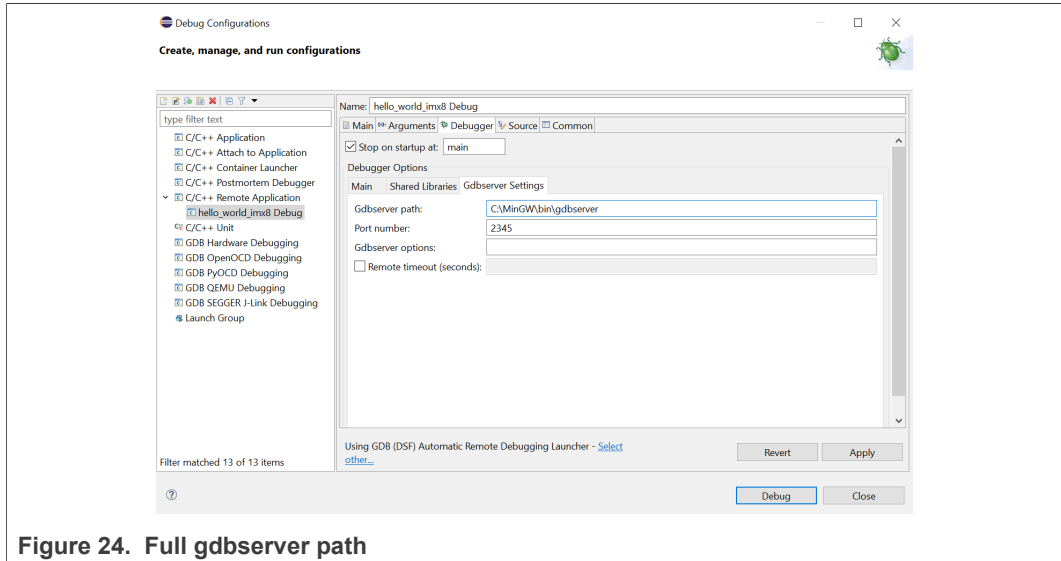 Debug Configurations
Create, manage, and run configurations
type filter text
C/C++ Application
C/C++ Attach to Application
C/C++ Container Launcher
C/C++ Postmortem Debugger
C/C++ Remote Application
hello_world_imx8 Debug
C/C++ Unit
GDB Hardware Debugging
GDB OpenOCD Debugging
GDB PyOCD Debugging
GDB QEMU Debugging
GDB SEGGER J-Link Debugging
Launch Group
Filter matched 13 of 13 items
Name: hello_world_imx8 Debug
Main Arguments Debugger Source Common
Stop on startup at: main
Debugger Options
Main Shared Libraries Gdbserver Settings
Gdbserver path: C:\MinGW\bin\gdbserver
Port number: 2345
Gdbserver options:
Remote timeout (seconds):
Using GDB (DSF) Automatic Remote Debugging Launcher - Select
other...
Revert Apply
Debug Close
Figure 24. Full gdbserver path